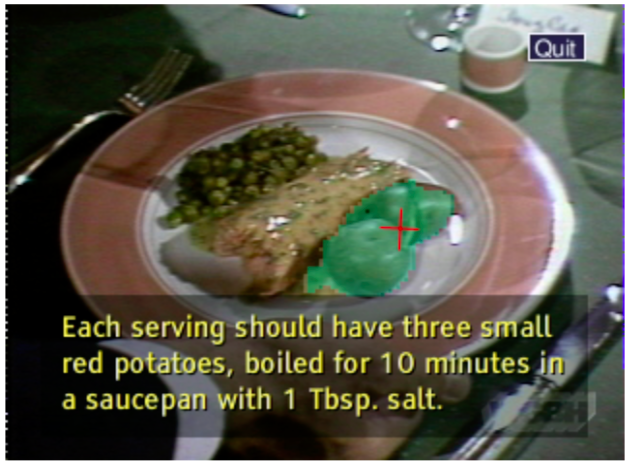 Quit
Each serving should have three small
red potatoes, boiled for 10 minutes in
a saucepan with 1 Tbsp. salt.